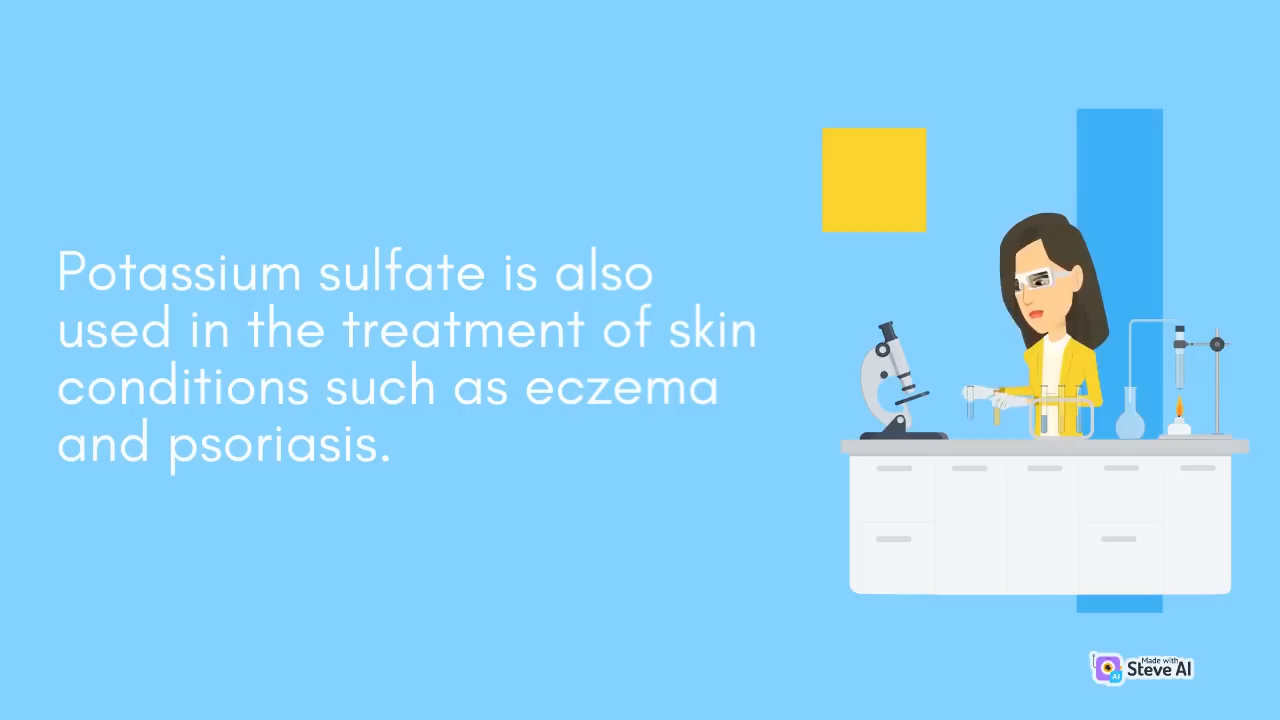 Potassium sulfate is also
used in the treatment of skin
conditions such as eczema
and psoriasis.
Made with
Steve AI
AI